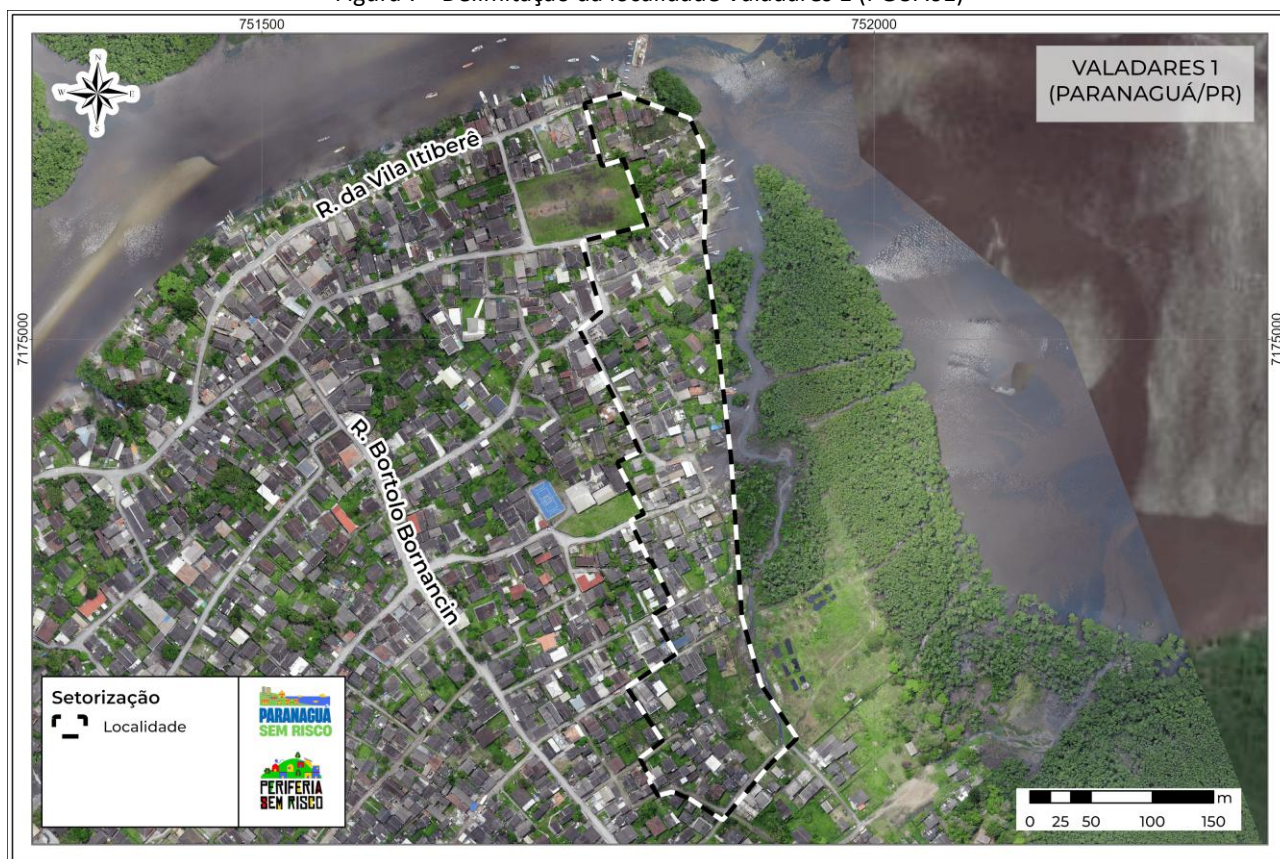 751500
752000
N
W
E
S
VALADARES 1
(PARANAGUÁ/PR)
R. da Vila Itiberê
7175000
7175000
R. Bortolo Bornancin
Setorização
Localidade
PARANAGUÁ
SEM RISCO
PERIFERIA
SEM RISCO
m
0 25 50 100 150